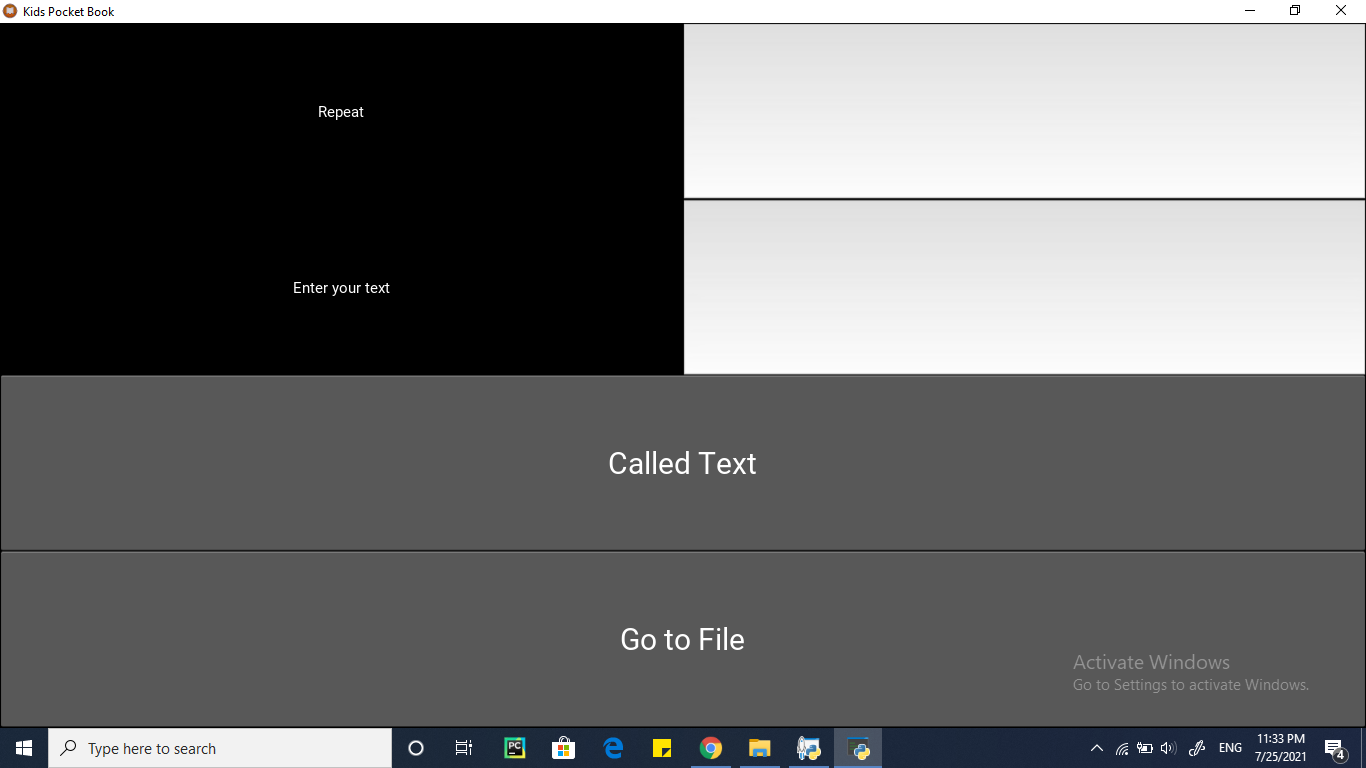 Kids Pocket Book
Repeat
Enter your text
Called Text
Go to File
Activate Windows
Go to Settings to activate Windows.
PC
Type here to search
ENG
11:33 PM
7/25/2021
4